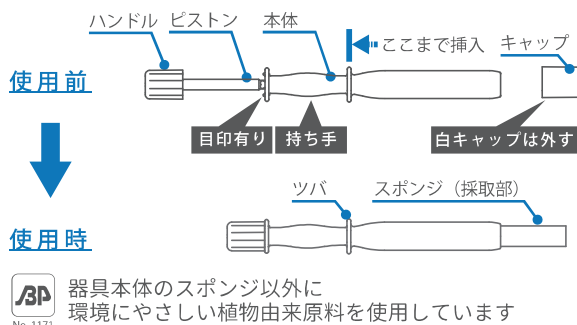 ハンドル ピストン 本体
ここまで挿入 キャップ
使用前
目印有り 持ち手 白キャップは外す
ツバ スポンジ（採取部）
使用時
JBP
器具本体のスポンジ以外に
No. 1171
環境にやさしい植物由来原料を使用しています